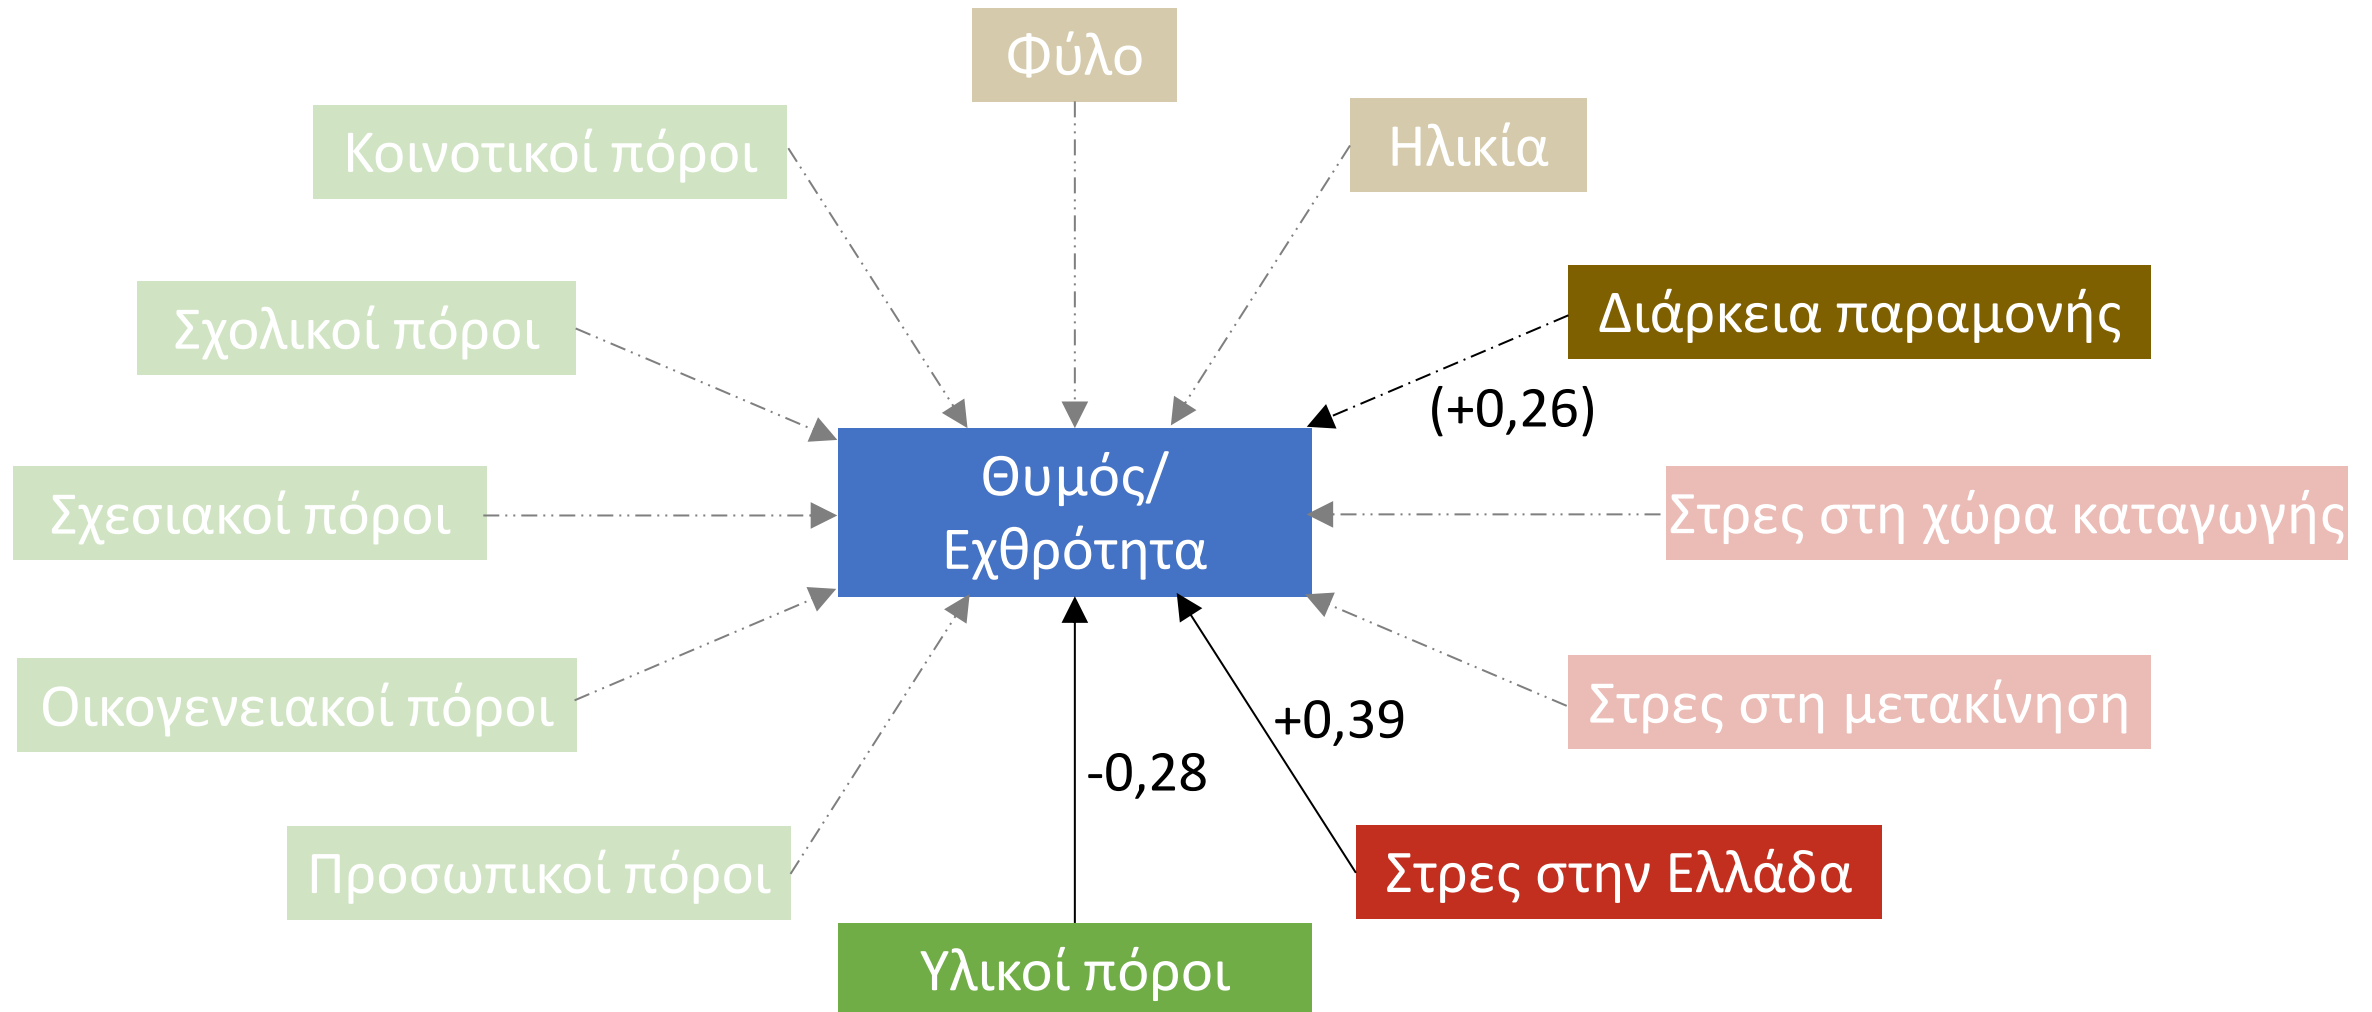 Φύλο
Κοινοτικοί πόροι
Ηλικία
Σχολικοί πόροι
Διάρκεια παραμονής
(+0,26)
Θυμός/
Εχθρότητα
Σχεσιακοί πόροι
Στρες στη χώρα καταγωγής
Οικογενειακοί πόροι
Στρες στη μετακίνηση
+0,39
-0,28
Προσωπικοί πόροι
Στρες στην Ελλάδα
Υλικοί πόροι